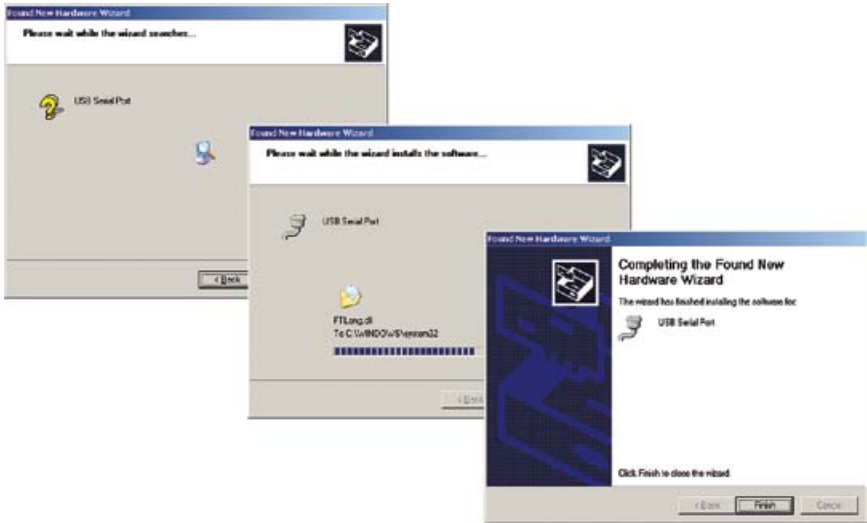 Found New Hardware Wizard
Please wait while the wizard searches...
USB Serial Port
< Back
Found New Hardware Wizard
Please wait while the wizard installs the software...
USB Serial Port
FTLang.dll
To C:\WINDOWS\system32
< Back
Found New Hardware Wizard
Completing the Found New
Hardware Wizard
The wizard has finished installing the software for:
USB Serial Port
Click Finish to close the wizard.
< Back
Finish
Cancel